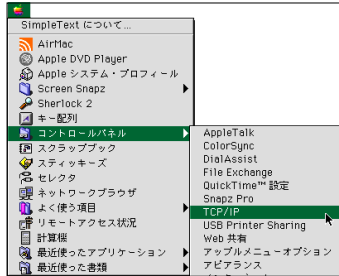 SimpleText について...
AirMac
Apple DVD Player
Apple システム・プロフィール
Screen Snapz
Sherlock 2
キー配列
コントロールパネル
スクラップブック
スティッキーズ
セレクタ
ネットワークブラウザ
よく使う項目
リモートアクセス状況
計算機
最近使ったアプリケーション
最近使った書類
AppleTalk
ColorSync
DialAssist
File Exchange
QuickTime™ 設定
Snapz Pro
TCP/IP
USB Printer Sharing
Web 共有
アップルメニューオプション
アピアランス